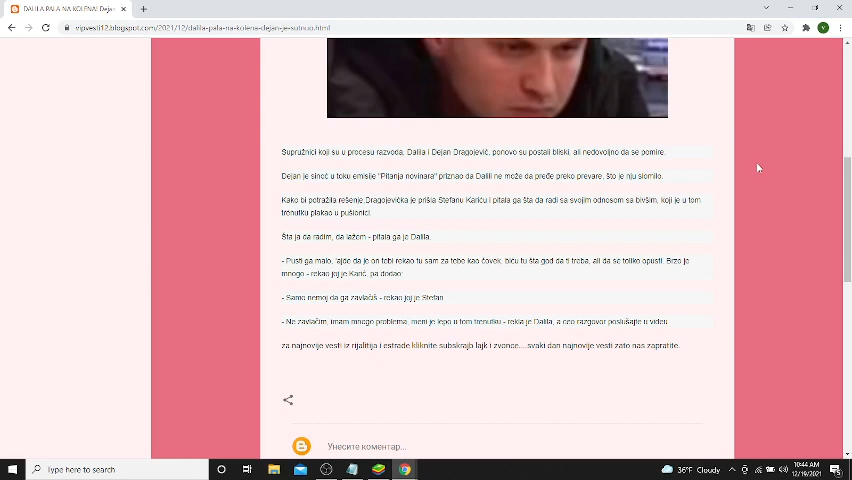 DALILA PALA NA KOLENA! Dejan
vipvesti12.blogspot.com/2021/12/dalila-pala-na-kolena-dejan-je-sutnuo.html
V
Supružnici koji su u procesu razvoda, Dalila i Dejan Dragojević, ponovo su postali bliski, ali nedovoljno da se pomire.
Dejan je sinoć u toku emisije "Pitanja novinara" priznao da Dalili ne može da pređe preko prevare, što je nju slomilo.
Kako bi potražila rešenje,Dragojevićka je prišla Stefanu Kariću i pitala ga šta da radi sa svojim odnosom sa bivšim, koji je u tom
trenutku plakao u pušionici.
Šta ja da radim, da lažem - pitala ga je Dalila.
- Pusti ga malo, 'ajde da je on tebi rekao tu sam za tebe kao čovek, biću tu šta god da ti treba, ali da se toliko opusti. Brzo je
mnogo - rekao joj je Karić, pa dodao:
- Samo nemoj da ga zavlačiš - rekao joj je Stefan.
- Ne zavlačim, imam mnogo problema, meni je lepo u tom trenutku - rekla je Dalila, a ceo razgovor poslušajte u videu.
za najnovije vesti iz rijalitija i estrade kliknite subskrajb lajk i zvonce....svaki dan najnovije vesti zato nas zapratite.
Унесите коментар...
Type here to search
36°F Cloudy
10:44 AM
12/19/2021